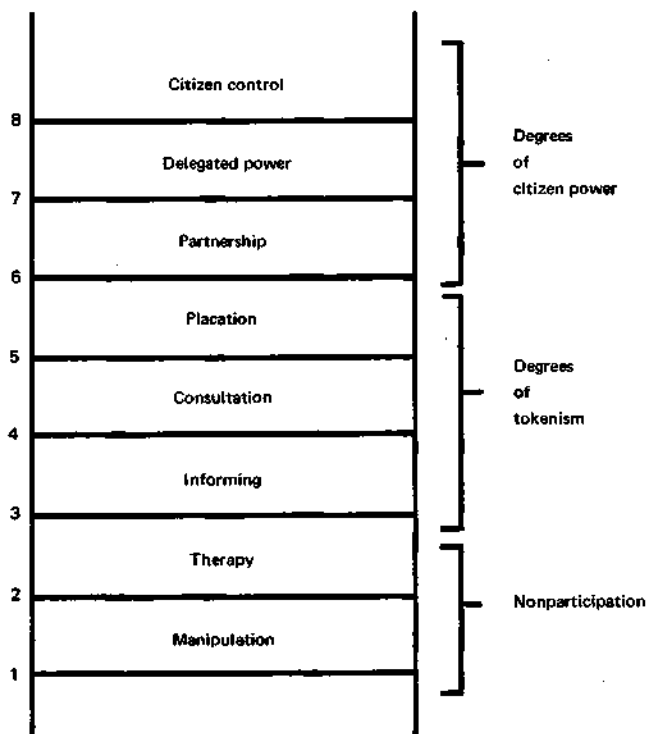 Citizen control
8
Delegated power
7
Partnership
6
Placation
5
Consultation
4
Informing
3
Therapy
2
Manipulation
1
Degrees
of
citizen power
Degrees
of
tokenism
Nonparticipation